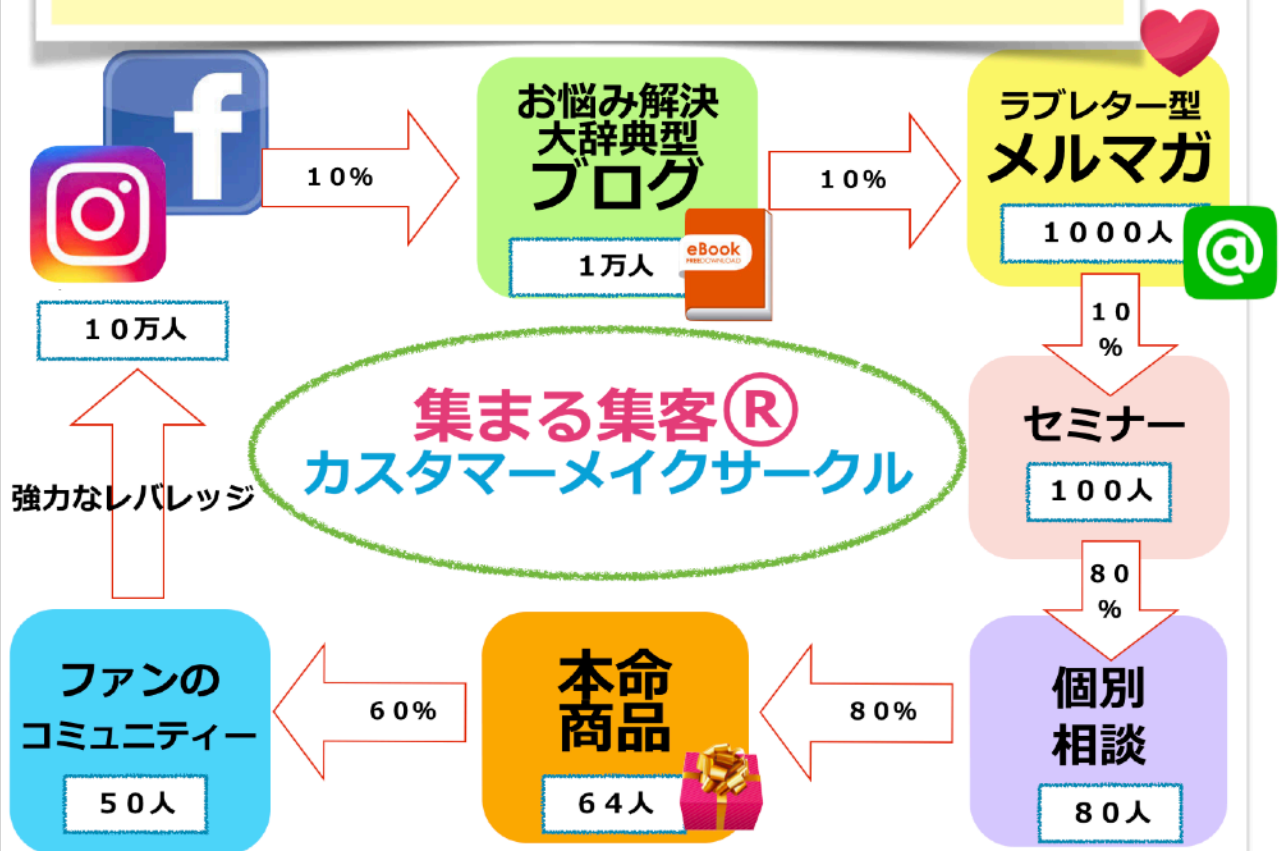 お悩み解決
大辞典型
ブログ
1万人
eBook
FREEDOWNLOAD
10%
10%
ラブレター型
メルマガ
1000人
@
10
%
セミナー
100人
80
%
個別
相談
80人
80%
本命
商品
64人
60%
ファンの
コミュニティー
50人
強力なレバレッジ
f
10万人
集まる集客®
カスタマーメイクサークル